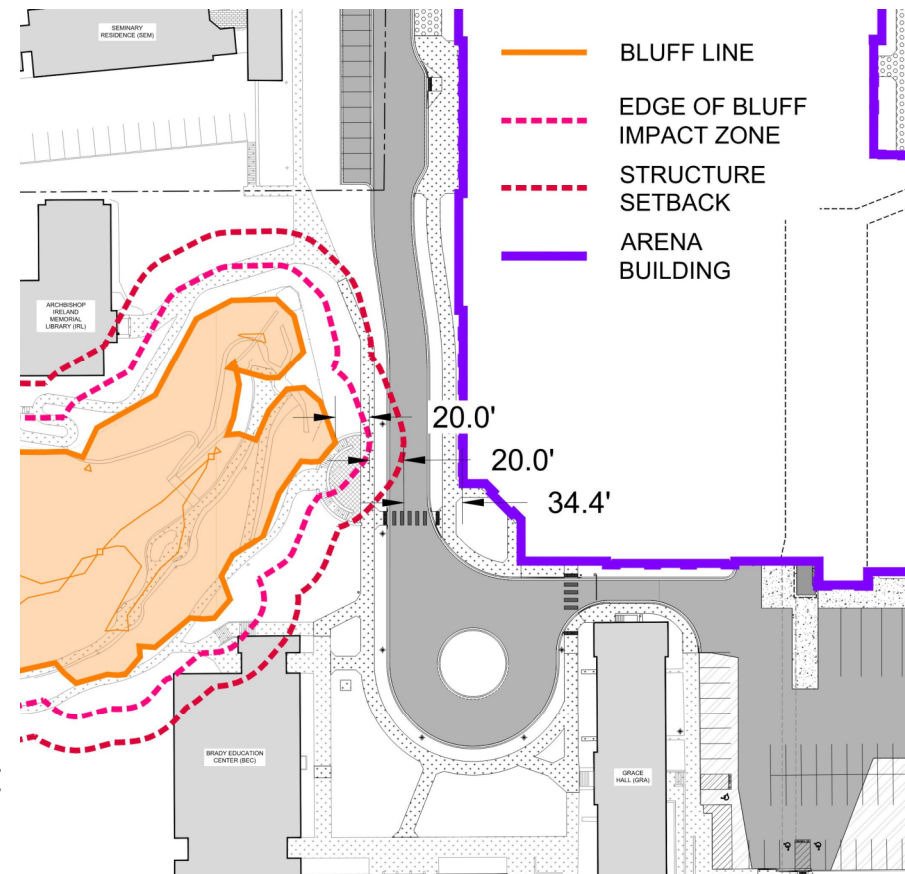 SEMINARY
RESIDENCE (SEM)
BLUFF LINE
EDGE OF BLUFF
IMPACT ZONE
STRUCTURE
SETBACK
ARENA
BUILDING
ARCHBISHOP
IRELAND
MEMORIAL
LIBRARY (IRL)
20.0'
20.0'
34.4'
BRADY EDUCATION
CENTER (BEC)
GRACE
HALL (GRA)